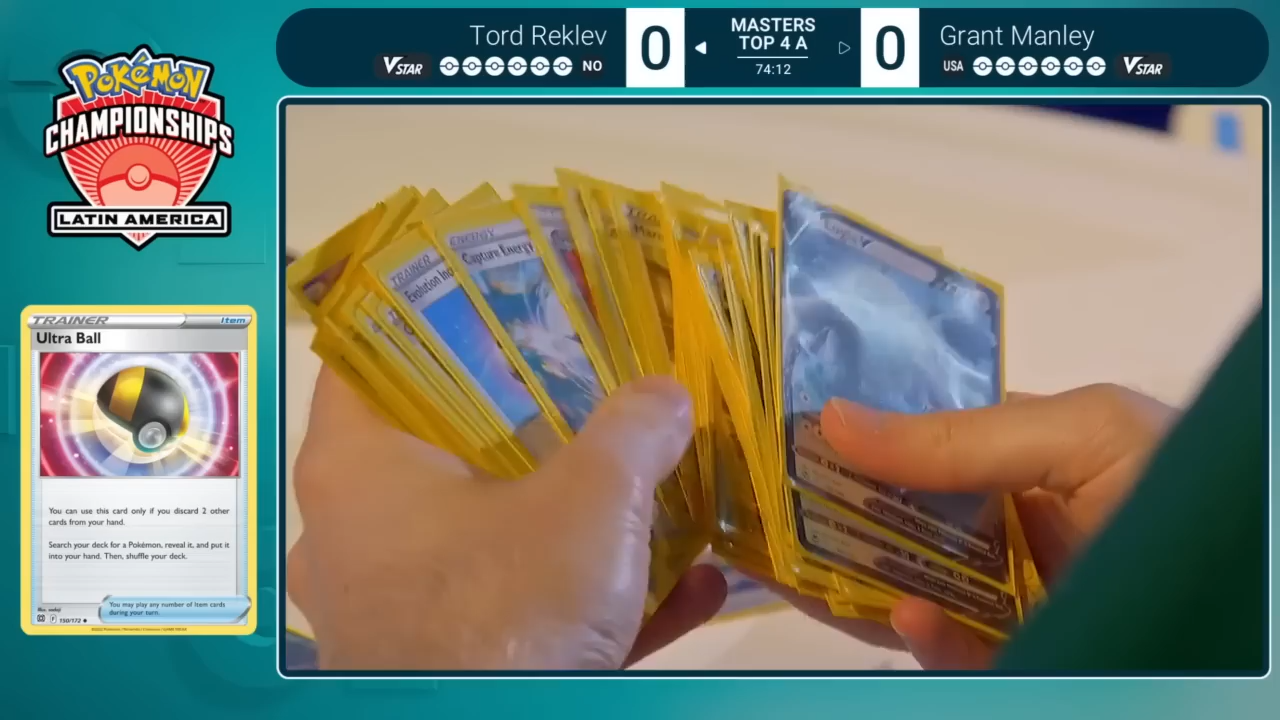 Tord Reklev
VSTAR
NO
0
MASTERS
TOP 4 A
74:12
0
Grant Manley
USA
VSTAR
Pokémon
CHAMPIONSHIPS
LATIN AMERICA
TRAINER
Item
Ultra Ball
You can use this card only if you discard 2 other
cards from your hand.
Search your deck for a Pokémon, reveal it, and put it
into your hand. Then, shuffle your deck.
You may play any number of Item cards
during your turn.
150/172
TRAINER
ENERGY
Capture Energy